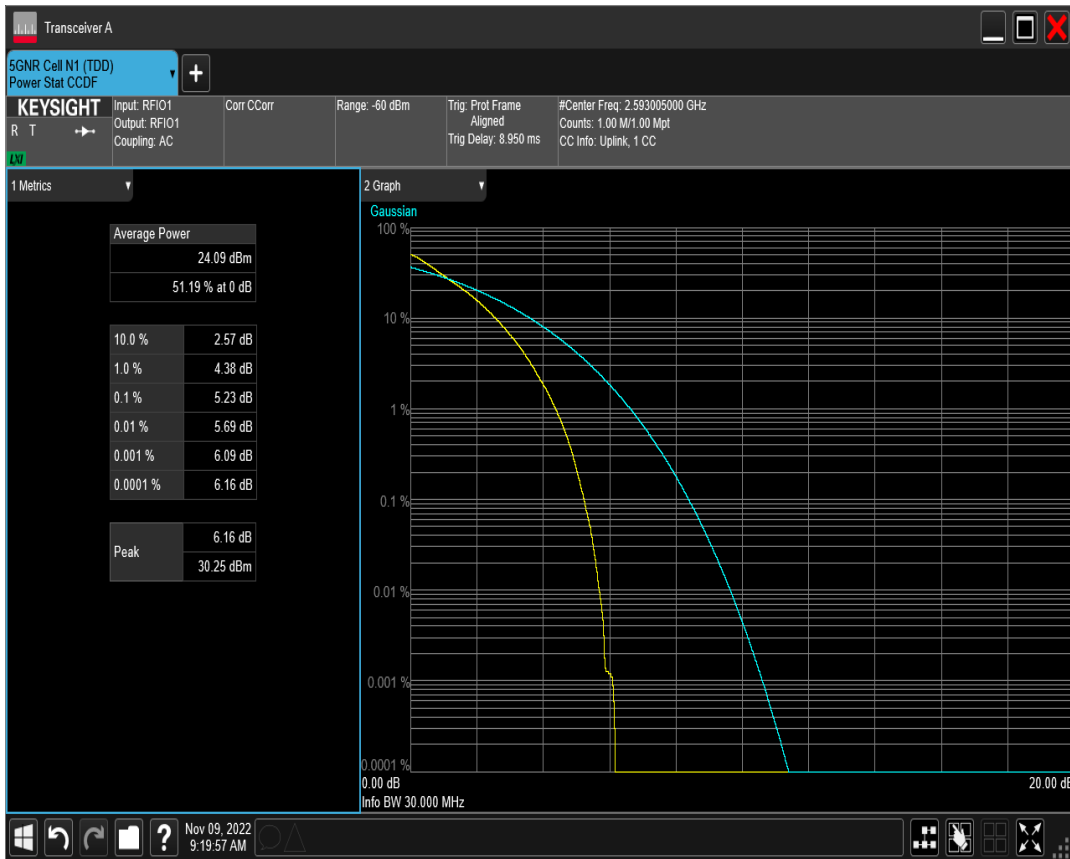 Transceiver A
5GNR Cell N1 (TDD)
Power Stat CCDF
+
KEYSIGHT
R T
LXI
Input: RFIO1
Output: RFIO1
Coupling: AC
Corr CCorr
Range: -60 dBm
Trig: Prot Frame
Aligned
Trig Delay: 8.950 ms
#Center Freq: 2.593005000 GHz
Counts: 1.00 M/1.00 Mpt
CC Info: Uplink, 1 CC
1 Metrics
Average Power
24.09 dBm
51.19 % at 0 dB
10.0 % 2.57 dB
1.0 % 4.38 dB
0.1 % 5.23 dB
0.01 % 5.69 dB
0.001 % 6.09 dB
0.0001 % 6.16 dB
Peak 6.16 dB
30.25 dBm
2 Graph
Gaussian
100 %
10 %
1 %
0.1 %
0.01 %
0.001 %
0.0001 %
0.00 dB 20.00 dB
Info BW 30.000 MHz
?
Nov 09, 2022
9:19:57 AM